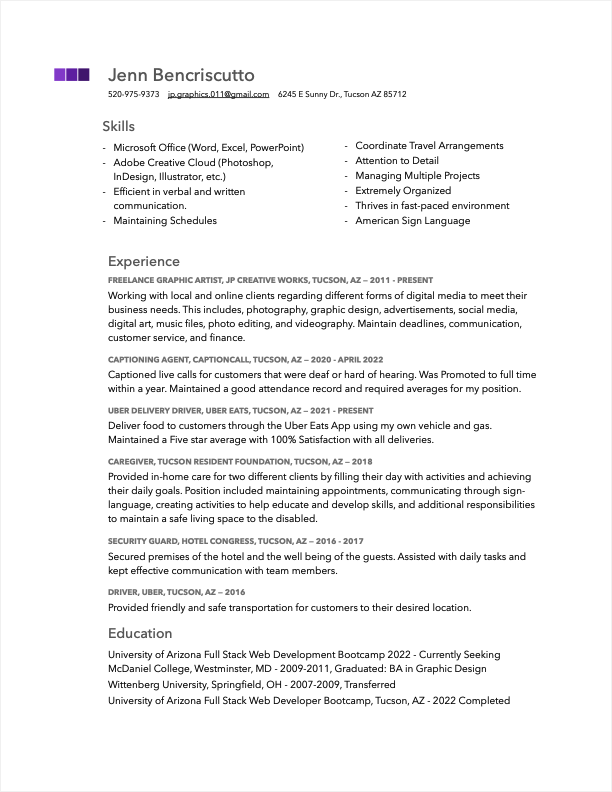 Jenn Bencriscutto
520-975-9373 jp.graphics.011@gmail.com 6245 E Sunny Dr., Tucson AZ 85712
Skills
- Microsoft Office (Word, Excel, PowerPoint)
- Adobe Creative Cloud (Photoshop,
InDesign, Illustrator, etc.)
- Efficient in verbal and written
communication.
- Maintaining Schedules
- Coordinate Travel Arrangements
- Attention to Detail
- Managing Multiple Projects
- Extremely Organized
- Thrives in fast-paced environment
- American Sign Language
Experience
FREELANCE GRAPHIC ARTIST, JP CREATIVE WORKS, TUCSON, AZ – 2011 - PRESENT
Working with local and online clients regarding different forms of digital media to meet their
business needs. This includes, photography, graphic design, advertisements, social media,
digital art, music files, photo editing, and videography. Maintain deadlines, communication,
customer service, and finance.
CAPTIONING AGENT, CAPTIONCALL, TUCSON, AZ – 2020 - APRIL 2022
Captioned live calls for customers that were deaf or hard of hearing. Was Promoted to full time
within a year. Maintained a good attendance record and required averages for my position.
UBER DELIVERY DRIVER, UBER EATS, TUCSON, AZ – 2021 - PRESENT
Deliver food to customers through the Uber Eats App using my own vehicle and gas.
Maintained a Five star average with 100% Satisfaction with all deliveries.
CAREGIVER, TUCSON RESIDENT FOUNDATION, TUCSON, AZ – 2018
Provided in-home care for two different clients by filling their day with activities and achieving
their daily goals. Position included maintaining appointments, communicating through sign-
language, creating activities to help educate and develop skills, and additional responsibilities
to maintain a safe living space to the disabled.
SECURITY GUARD, HOTEL CONGRESS, TUCSON, AZ – 2016 - 2017
Secured premises of the hotel and the well being of the guests. Assisted with daily tasks and
kept effective communication with team members.
DRIVER, UBER, TUCSON, AZ – 2016
Provided friendly and safe transportation for customers to their desired location.
Education
University of Arizona Full Stack Web Development Bootcamp 2022 - Currently Seeking
McDaniel College, Westminster, MD - 2009-2011, Graduated: BA in Graphic Design
Wittenberg University, Springfield, OH - 2007-2009, Transferred
University of Arizona Full Stack Web Developer Bootcamp, Tucson, AZ - 2022 Completed